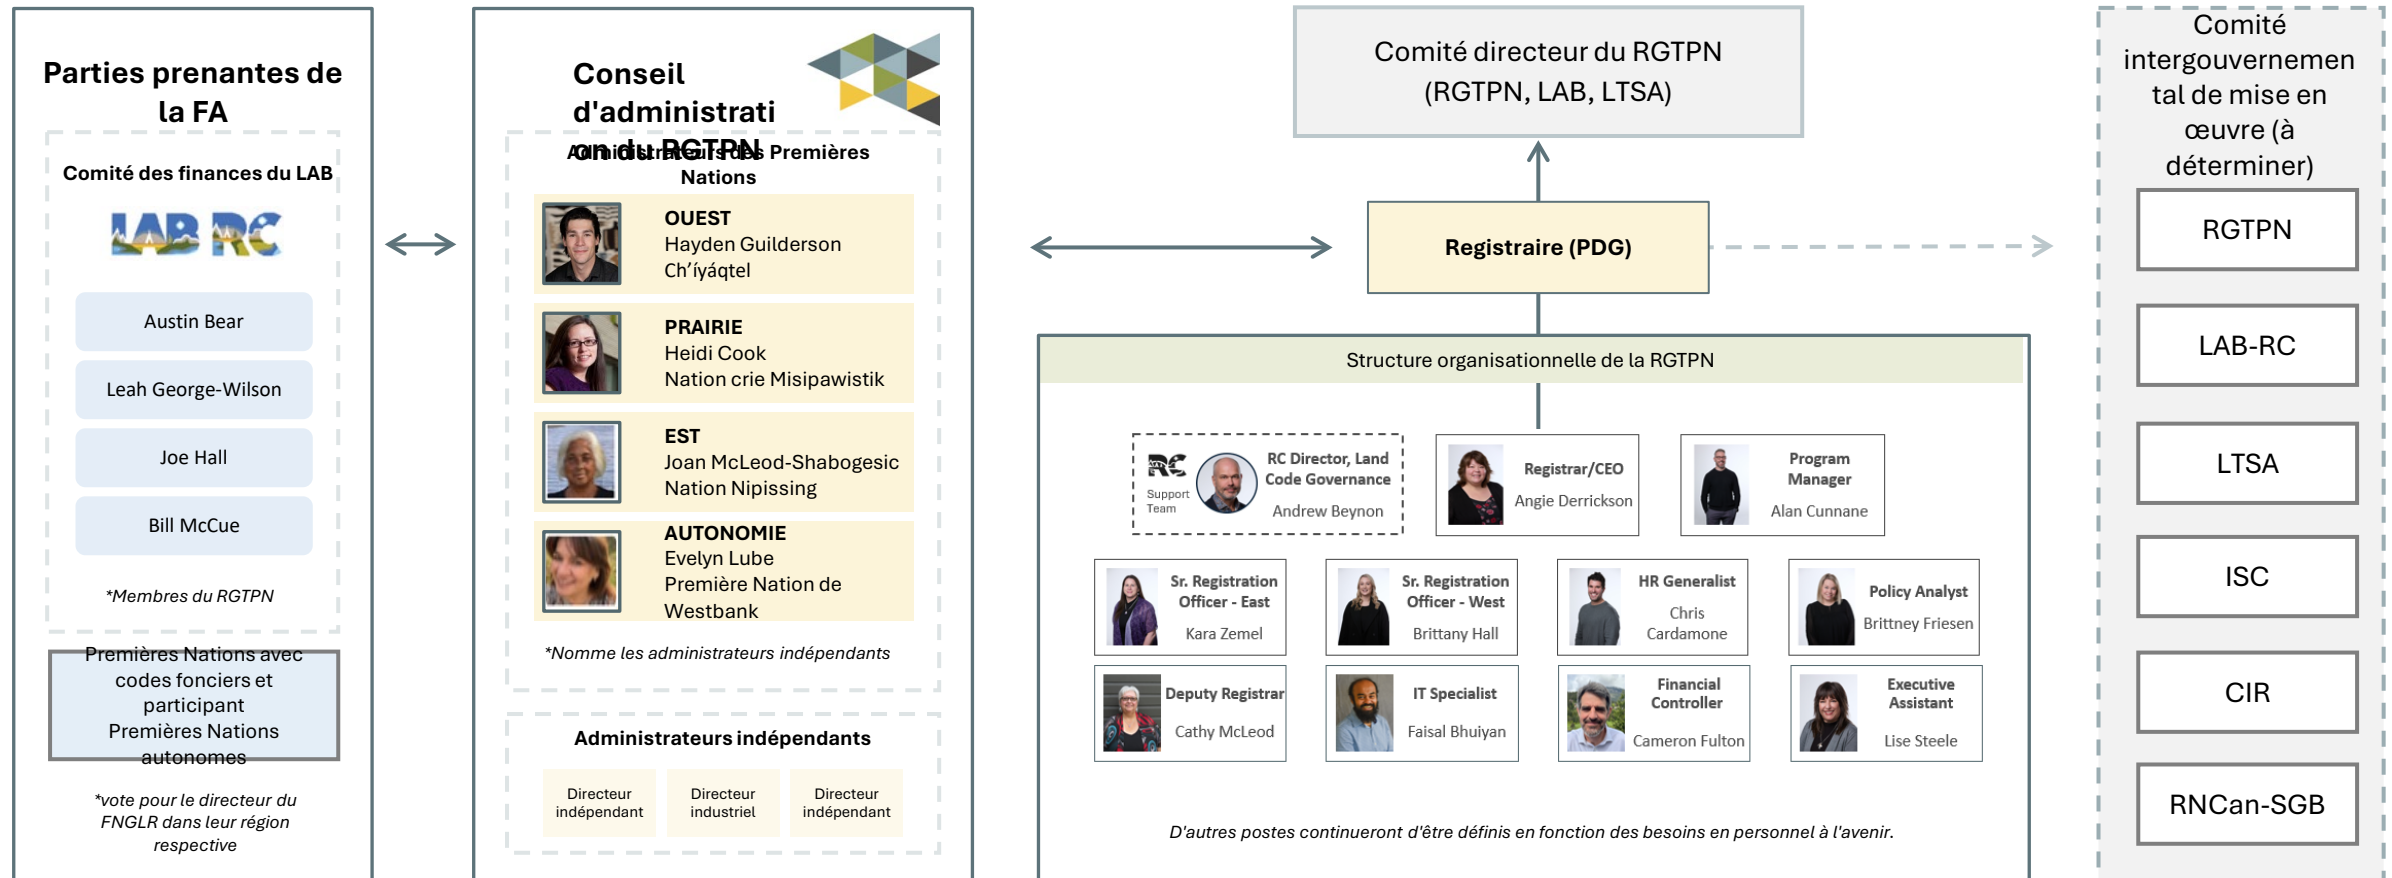 Parties prenantes de
la FA
Comité des finances du LAB
LAB RC
Austin Bear
Leah George-Wilson
Joe Hall
Bill McCue
*Membres du RGTPN
Premières Nations avec
codes fonciers et
participant
Premières Nations
autonomes
*vote pour le directeur du
FNGLR dans leur région
respective
Conseil
d'administrati
on du RGTPN
Administrateurs des Premières
Nations
OUEST
Hayden Guilderson
Ch’íyáqtel
PRAIRIE
Heidi Cook
Nation crie Misipawistik
EST
Joan McLeod-Shabogesic
Nation Nipissing
AUTONOMIE
Evelyn Lube
Première Nation de
Westbank
*Nomme les administrateurs indépendants
Administrateurs indépendants
Directeur
indépendant
Directeur
industriel
Directeur
indépendant
Comité directeur du RGTPN
(RGTPN, LAB, LTSA)
Registraire (PDG)
Structure organisationnelle de la RGTPN
RC
Support
Team
RC Director, Land
Code Governance
Andrew Beynon
Registrar/CEO
Angie Derrickson
Program
Manager
Alan Cunnane
Sr. Registration
Officer - East
Kara Zemel
Sr. Registration
Officer - West
Brittany Hall
HR Generalist
Chris
Cardamone
Policy Analyst
Brittney Friesen
Deputy Registrar
Cathy McLeod
IT Specialist
Faisal Bhuiyan
Financial
Controller
Cameron Fulton
Executive
Assistant
Lise Steele
D'autres postes continueront d'être définis en fonction des besoins en personnel à l'avenir.
Comité
intergouvernemen
tal de mise en
œuvre (à
déterminer)
RGTPN
LAB-RC
LTSA
ISC
CIR
RNCan-SGB